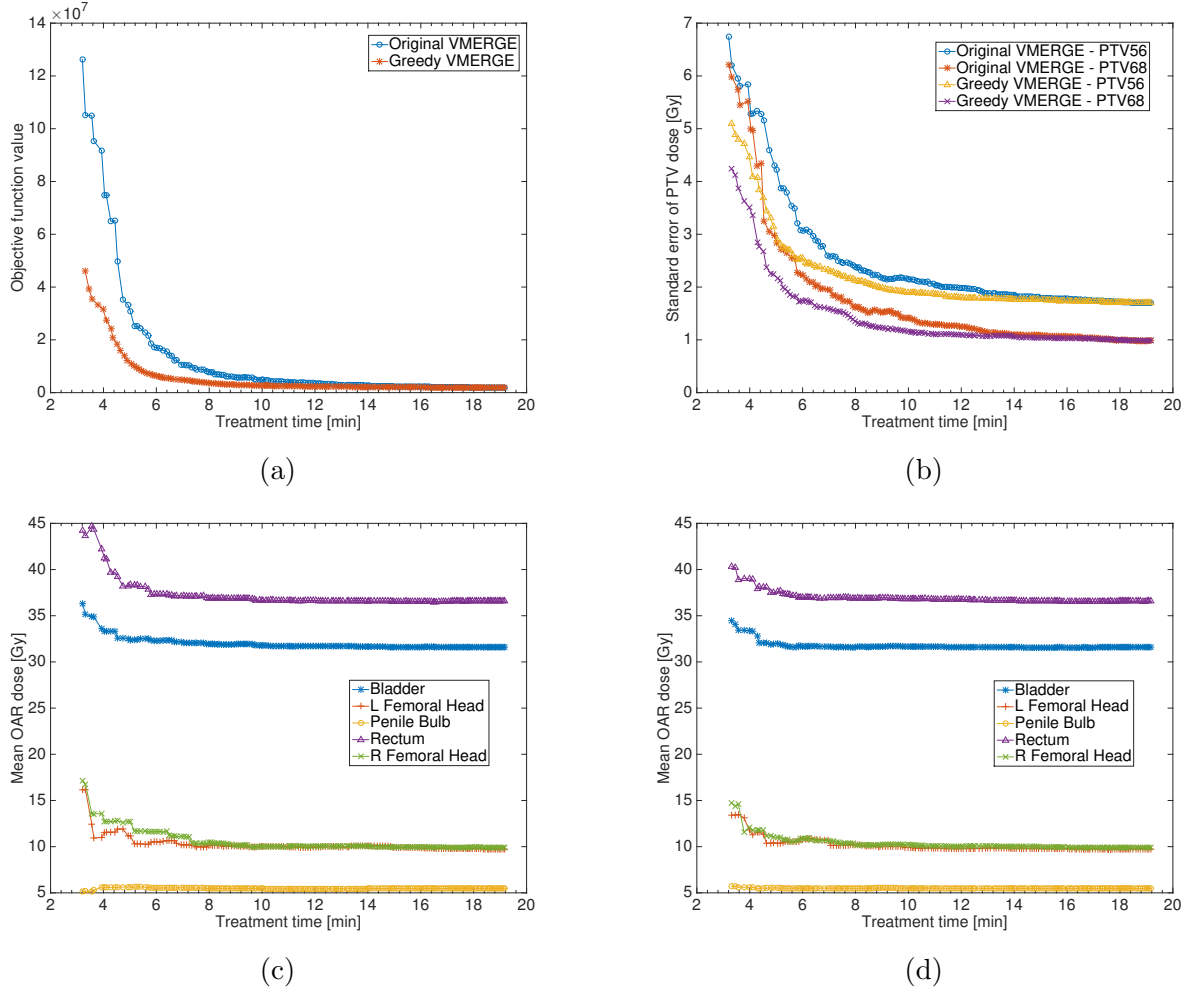 ×10⁷
14
12
10
8
6
4
2
0
Objective function value
Original VMERGE
Greedy VMERGE
2 4 6 8 10 12 14 16 18 20
Treatment time [min]
(a)
7
6
5
4
3
2
1
0
Standard error of PTV dose [Gy]
Original VMERGE - PTV56
Original VMERGE - PTV68
Greedy VMERGE - PTV56
Greedy VMERGE - PTV68
2 4 6 8 10 12 14 16 18 20
Treatment time [min]
(b)
45
40
35
30
25
20
15
10
5
Mean OAR dose [Gy]
Bladder
L Femoral Head
Penile Bulb
Rectum
R Femoral Head
2 4 6 8 10 12 14 16 18 20
Treatment time [min]
(c)
45
40
35
30
25
20
15
10
5
Mean OAR dose [Gy]
Bladder
L Femoral Head
Penile Bulb
Rectum
R Femoral Head
2 4 6 8 10 12 14 16 18 20
Treatment time [min]
(d)